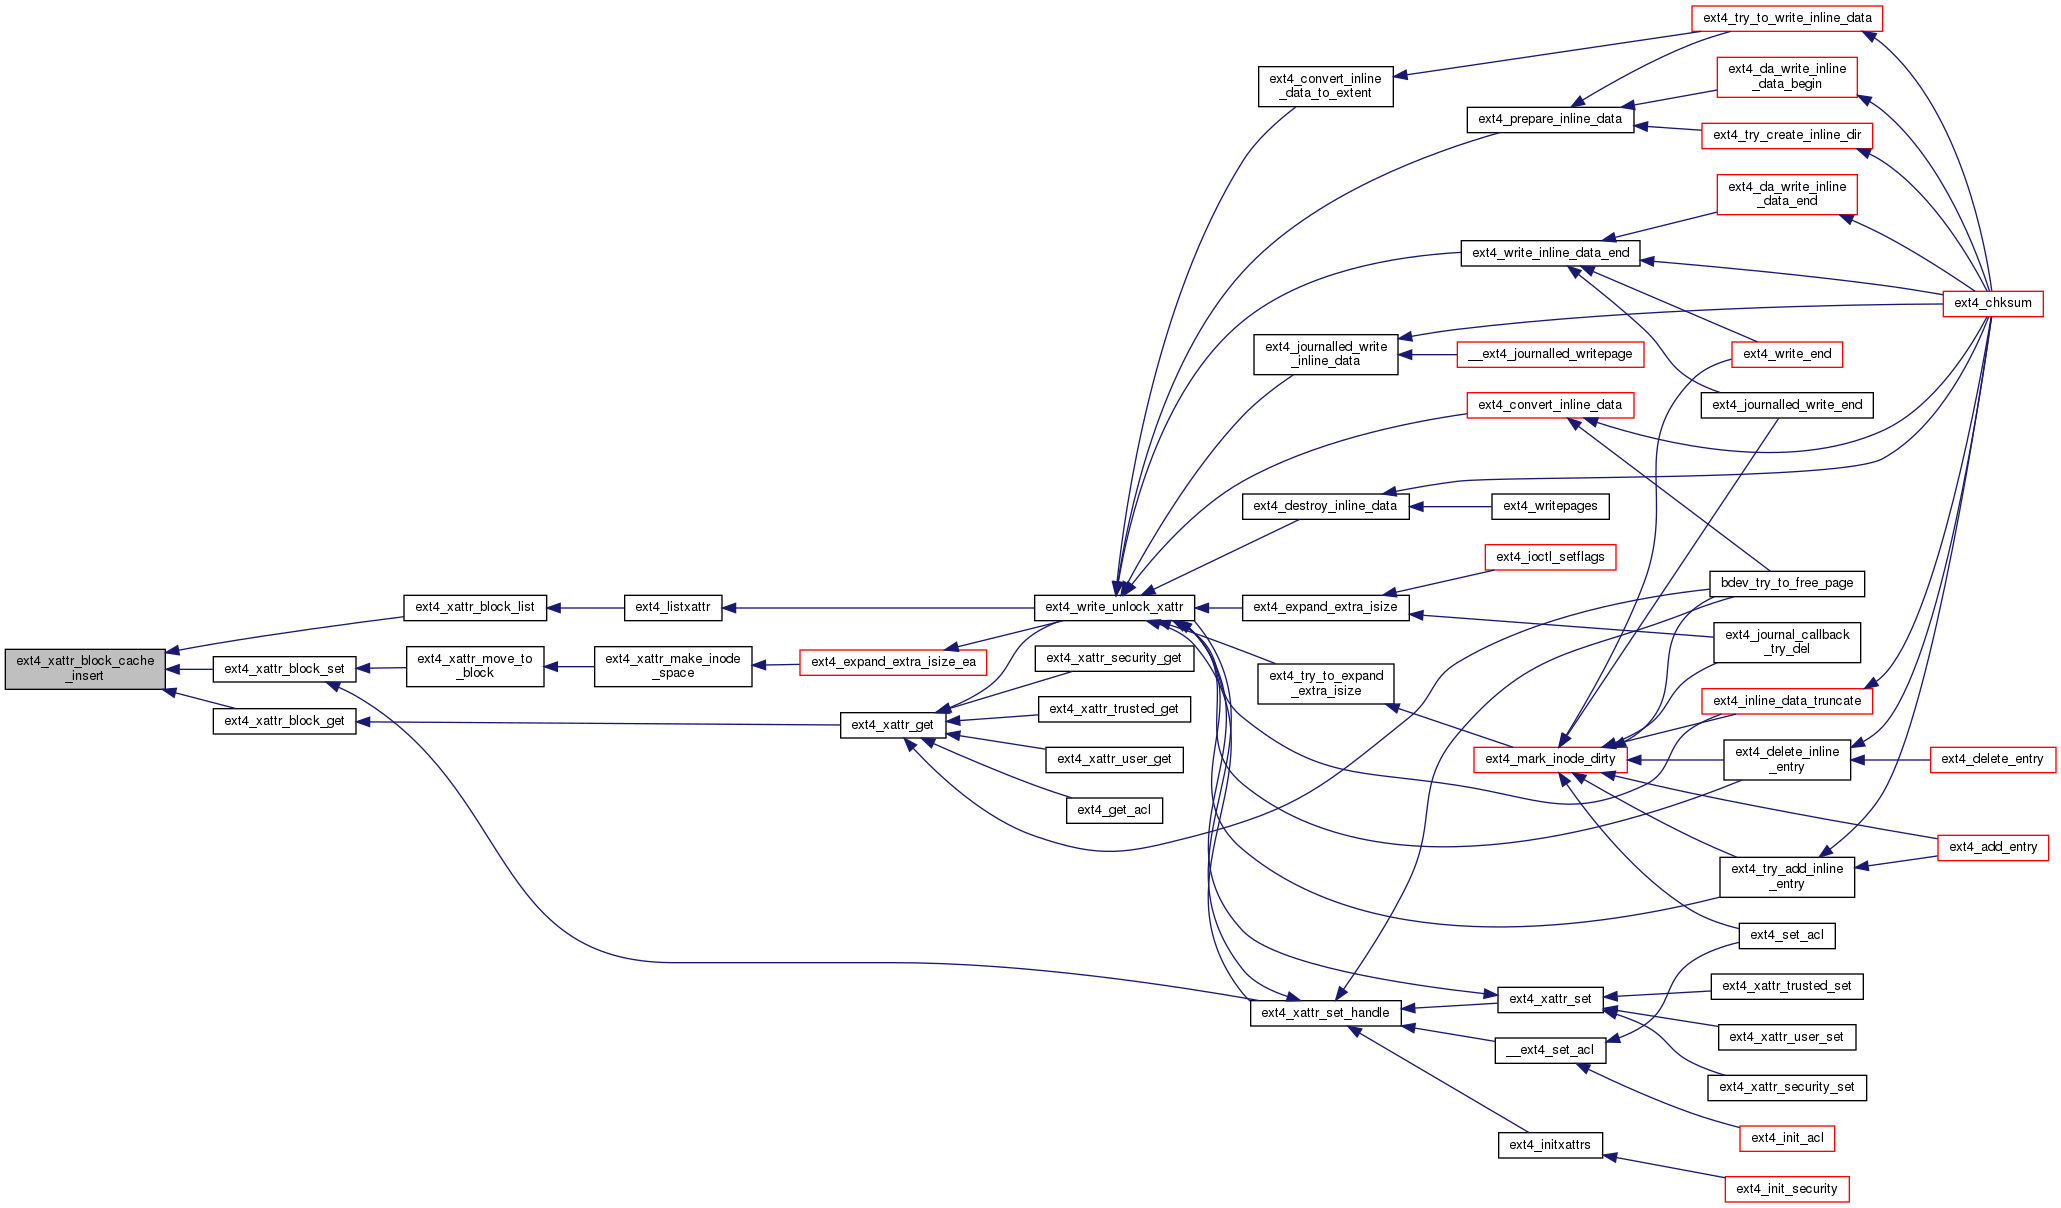 ext4_try_to_write_inline_data
ext4_convert_inline
_data_to_extent
ext4_da_write_inline
_data_begin
ext4_prepare_inline_data
ext4_try_create_inline_dir
ext4_da_write_inline
_data_end
ext4_write_inline_data_end
ext4_chksum
ext4_journalled_write
_inline_data
__ext4_journalled_writepage
ext4_write_end
ext4_convert_inline_data
ext4_journalled_write_end
ext4_destroy_inline_data
ext4_writepages
ext4_ioctl_setflags
bdev_try_to_free_page
ext4_xattr_block_list
ext4_listxattr
ext4_write_unlock_xattr
ext4_expand_extra_isize
ext4_journal_callback
_try_del
ext4_xattr_block_cache
_insert
ext4_xattr_block_set
ext4_xattr_move_to
_block
ext4_xattr_make_inode
_space
ext4_expand_extra_isize_ea
ext4_xattr_security_get
ext4_try_to_expand
_extra_isize
ext4_inline_data_truncate
ext4_xattr_block_get
ext4_xattr_get
ext4_xattr_trusted_get
ext4_xattr_user_get
ext4_mark_inode_dirty
ext4_delete_inline
_entry
ext4_delete_entry
ext4_get_acl
ext4_add_entry
ext4_try_add_inline
_entry
ext4_set_acl
ext4_xattr_set_handle
ext4_xattr_set
ext4_xattr_trusted_set
ext4_xattr_user_set
__ext4_set_acl
ext4_xattr_security_set
ext4_initxattrs
ext4_init_acl
ext4_init_security